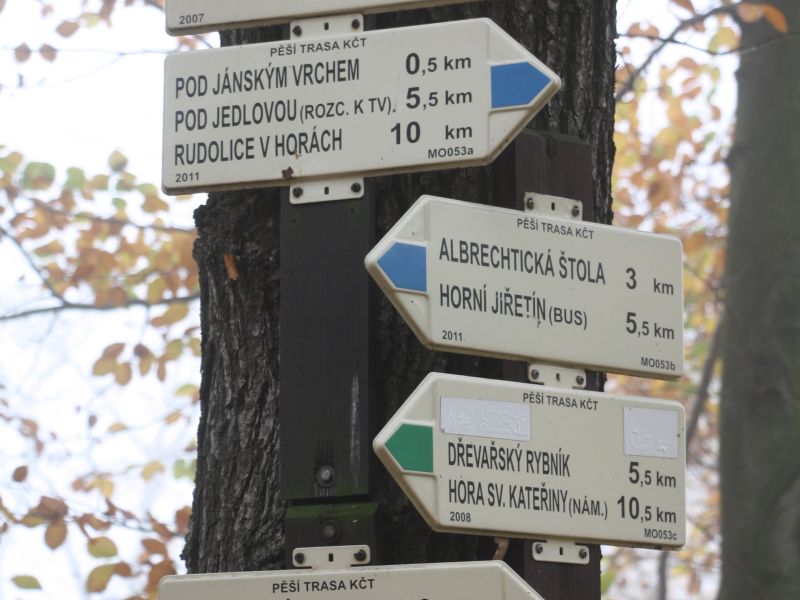 2007
PĚŠÍ TRASA KČT
POD JÁNSKÝM VRCHEM 0,5 km
POD JEDLOVOU (ROZC. K TV). 5,5 km
RUDOLICE V HORÁCH 10 km
2011 MO053a
PĚŠÍ TRASA KČT
ALBRECHTICKÁ ŠTOLA 3 km
HORNÍ JIŘETÍN (BUS) 5,5 km
2011 MO053b
PĚŠÍ TRASA KČT
DŘEVAŘSKÝ RYBNÍK 5,5 km
HORA SV. KATEŘINY (NÁM.) 10,5 km
2008 MO053c
PĚŠÍ TRASA KČT